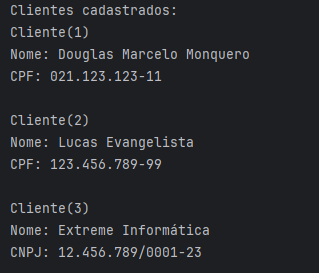 Clientes cadastrados:
Cliente(1)
Nome: Douglas Marcelo Monquero
CPF: 021.123.123-11
Cliente(2)
Nome: Lucas Evangelista
CPF: 123.456.789-99
Cliente(3)
Nome: Extreme Informática
CNPJ: 12.456.789/0001-23